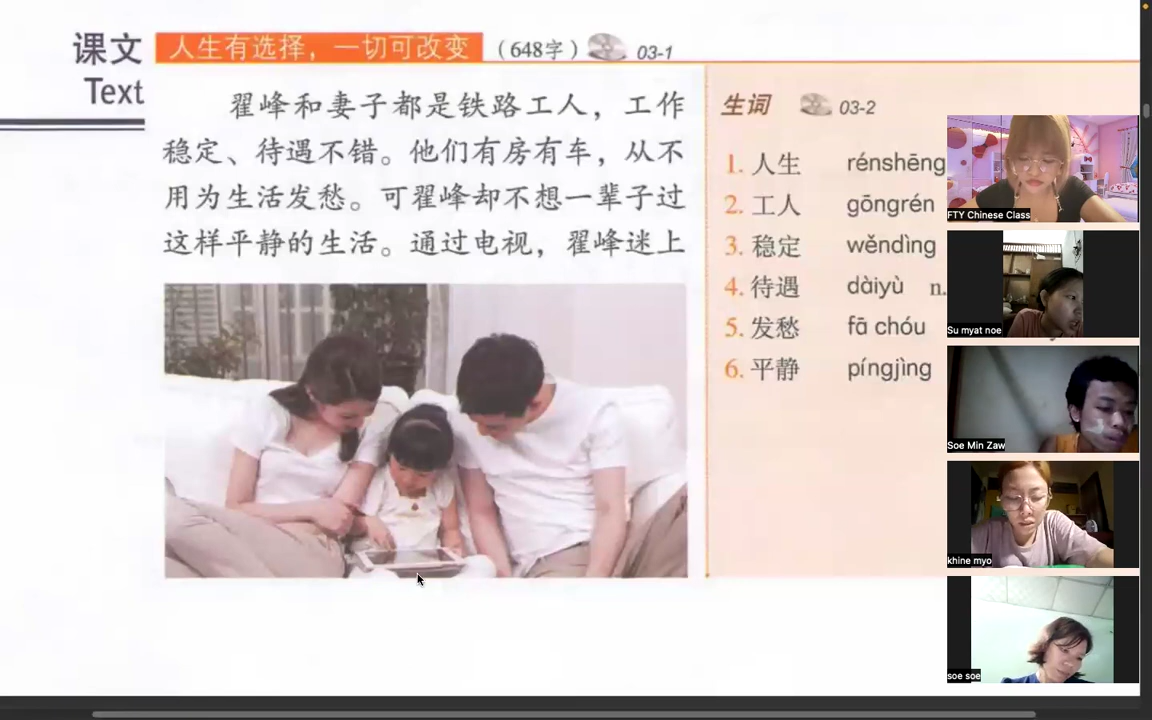 课文 人生有选择，一切可改变 （648字） 03-1
Text
翟峰和妻子都是铁路工人，工作
稳定、待遇不错。他们有房有车，从不
用为生活发愁。可翟峰却不想一辈子过
这样平静的生活。通过电视，翟峰迷上
生词 03-2
1. 人生 rénshēng
2. 工人 gōngrén
3. 稳定 wěndìng
4. 待遇 dàiyù n.
5. 发愁 fā chóu
6. 平静 píngjìng
FTY Chinese Class
Su myat noe
Soe Min Zaw
khine myo
soe soe